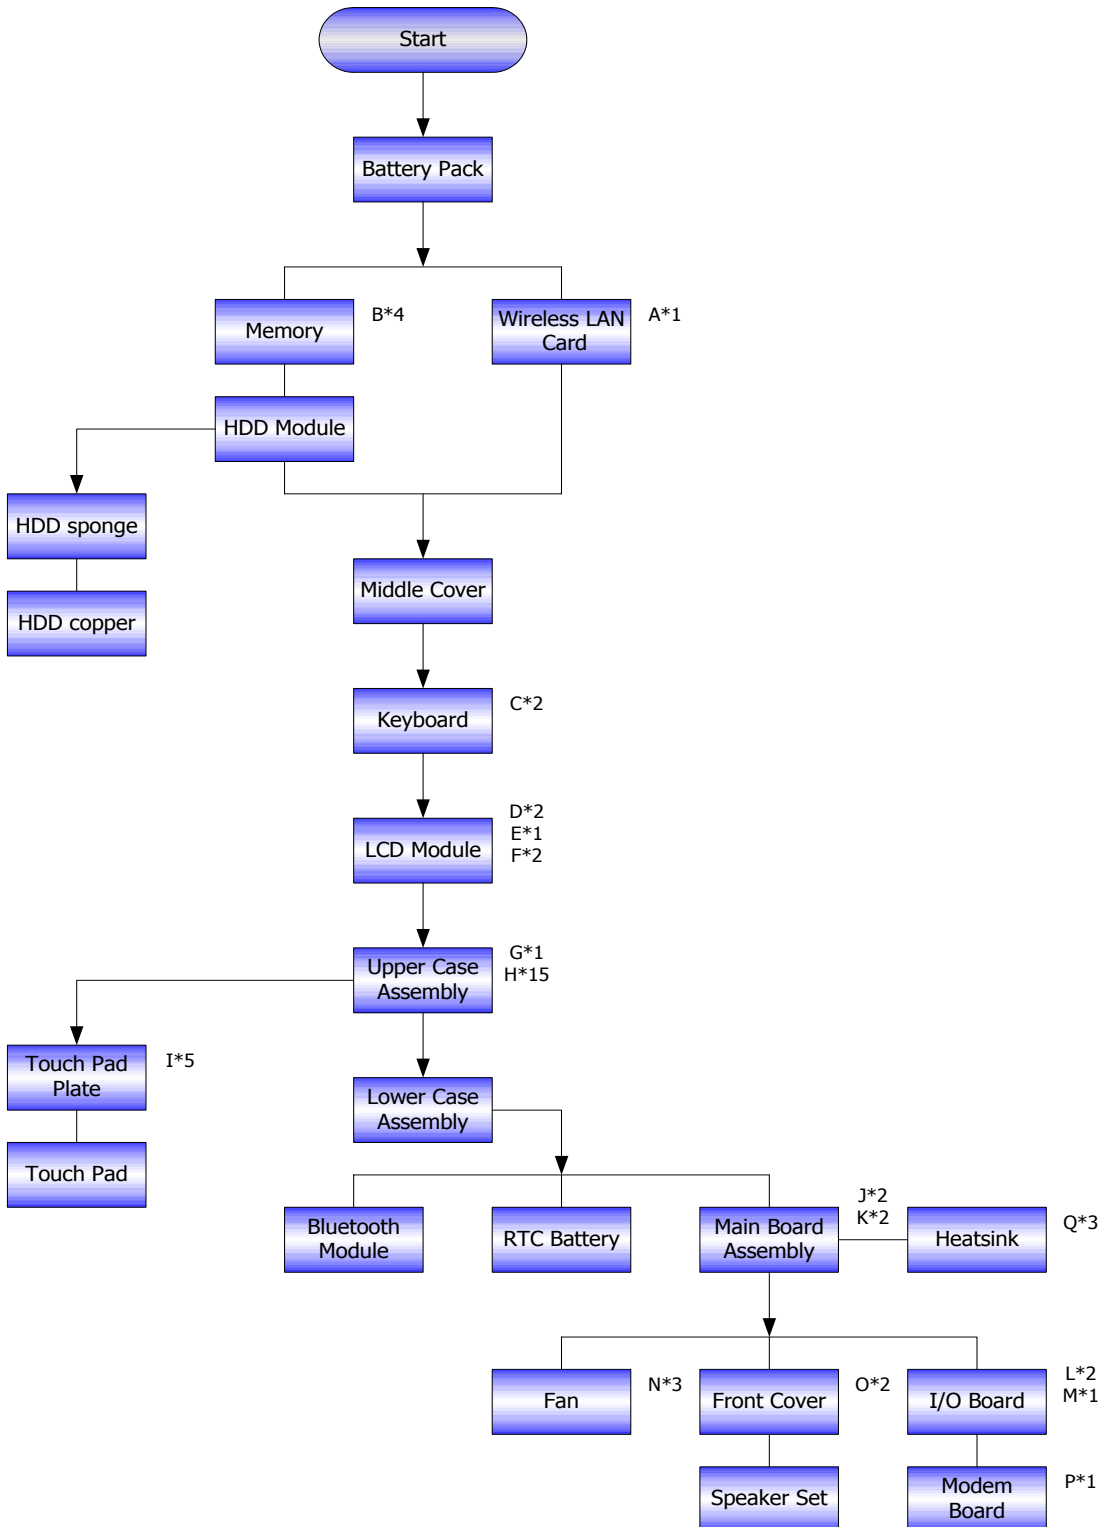 Start
Battery Pack
Memory
B*4
Wireless LAN
Card
A*1
HDD Module
HDD sponge
HDD copper
Middle Cover
Keyboard
C*2
LCD Module
D*2
E*1
F*2
Upper Case
Assembly
G*1
H*15
Touch Pad
Plate
I*5
Touch Pad
Lower Case
Assembly
Bluetooth
Module
RTC Battery
Main Board
Assembly
J*2
K*2
Heatsink
Q*3
Fan
N*3
Front Cover
O*2
I/O Board
L*2
M*1
Speaker Set
Modem
Board
P*1